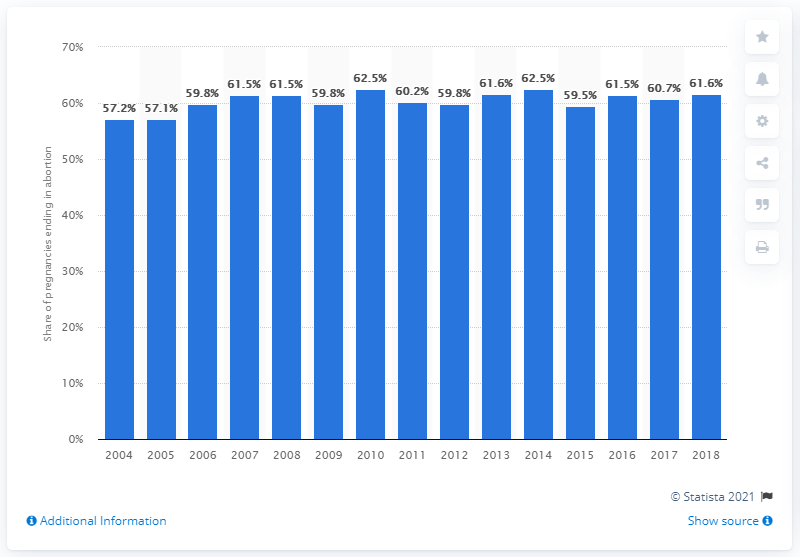 70%
60%
50%
40%
30%
20%
10%
0%
Share of pregnancies ending in abortion
57.2% 57.1% 59.8% 61.5% 61.5% 59.8% 62.5% 60.2% 59.8% 61.6% 62.5% 59.5% 61.5% 60.7% 61.6%
2004 2005 2006 2007 2008 2009 2010 2011 2012 2013 2014 2015 2016 2017 2018
© Statista 2021
Additional Information
Show source